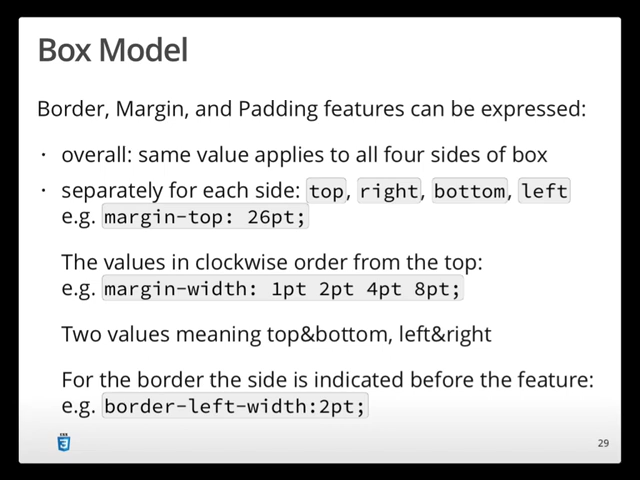 Box Model
Border, Margin, and Padding features can be expressed:
· overall: same value applies to all four sides of box
· separately for each side: top, right, bottom, left
e.g. margin-top: 26pt;
The values in clockwise order from the top:
e.g. margin-width: 1pt 2pt 4pt 8pt;
Two values meaning top&bottom, left&right
For the border the side is indicated before the feature:
e.g. border-left-width:2pt;
CSS
3
29